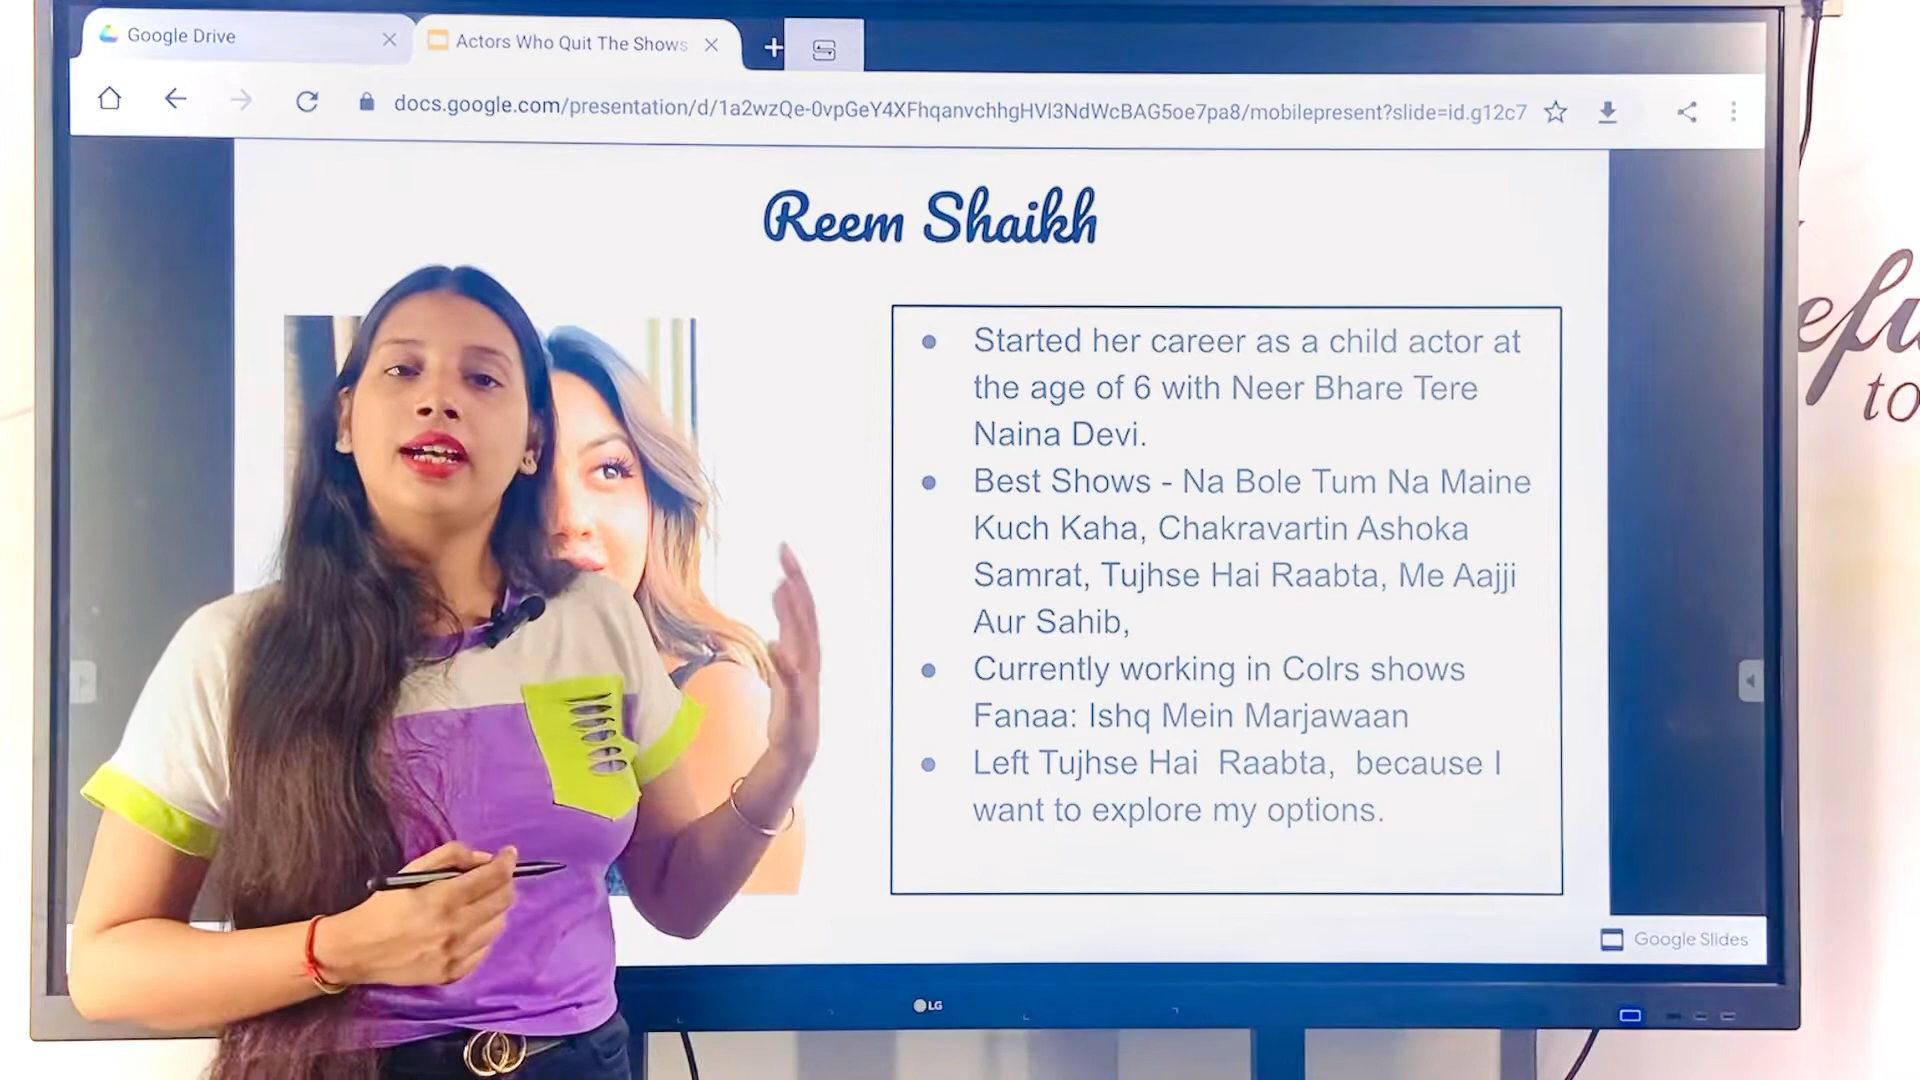 Google Drive
Actors Who Quit The Shows
docs.google.com/presentation/d/1a2wzQe-0vpGeY4XFhqanvchhgHVl3NdWcBAG5oe7pa8/mobilepresent?slide=id.g12c7
Reem Shaikh
Started her career as a child actor at
the age of 6 with Neer Bhare Tere
Naina Devi.
Best Shows - Na Bole Tum Na Maine
Kuch Kaha, Chakravartin Ashoka
Samrat, Tujhse Hai Raabta, Me Aajji
Aur Sahib,
Currently working in Colrs shows
Fanaa: Ishq Mein Marjawaan
Left Tujhse Hai Raabta, because I
want to explore my options.
Google Slides
LG
to